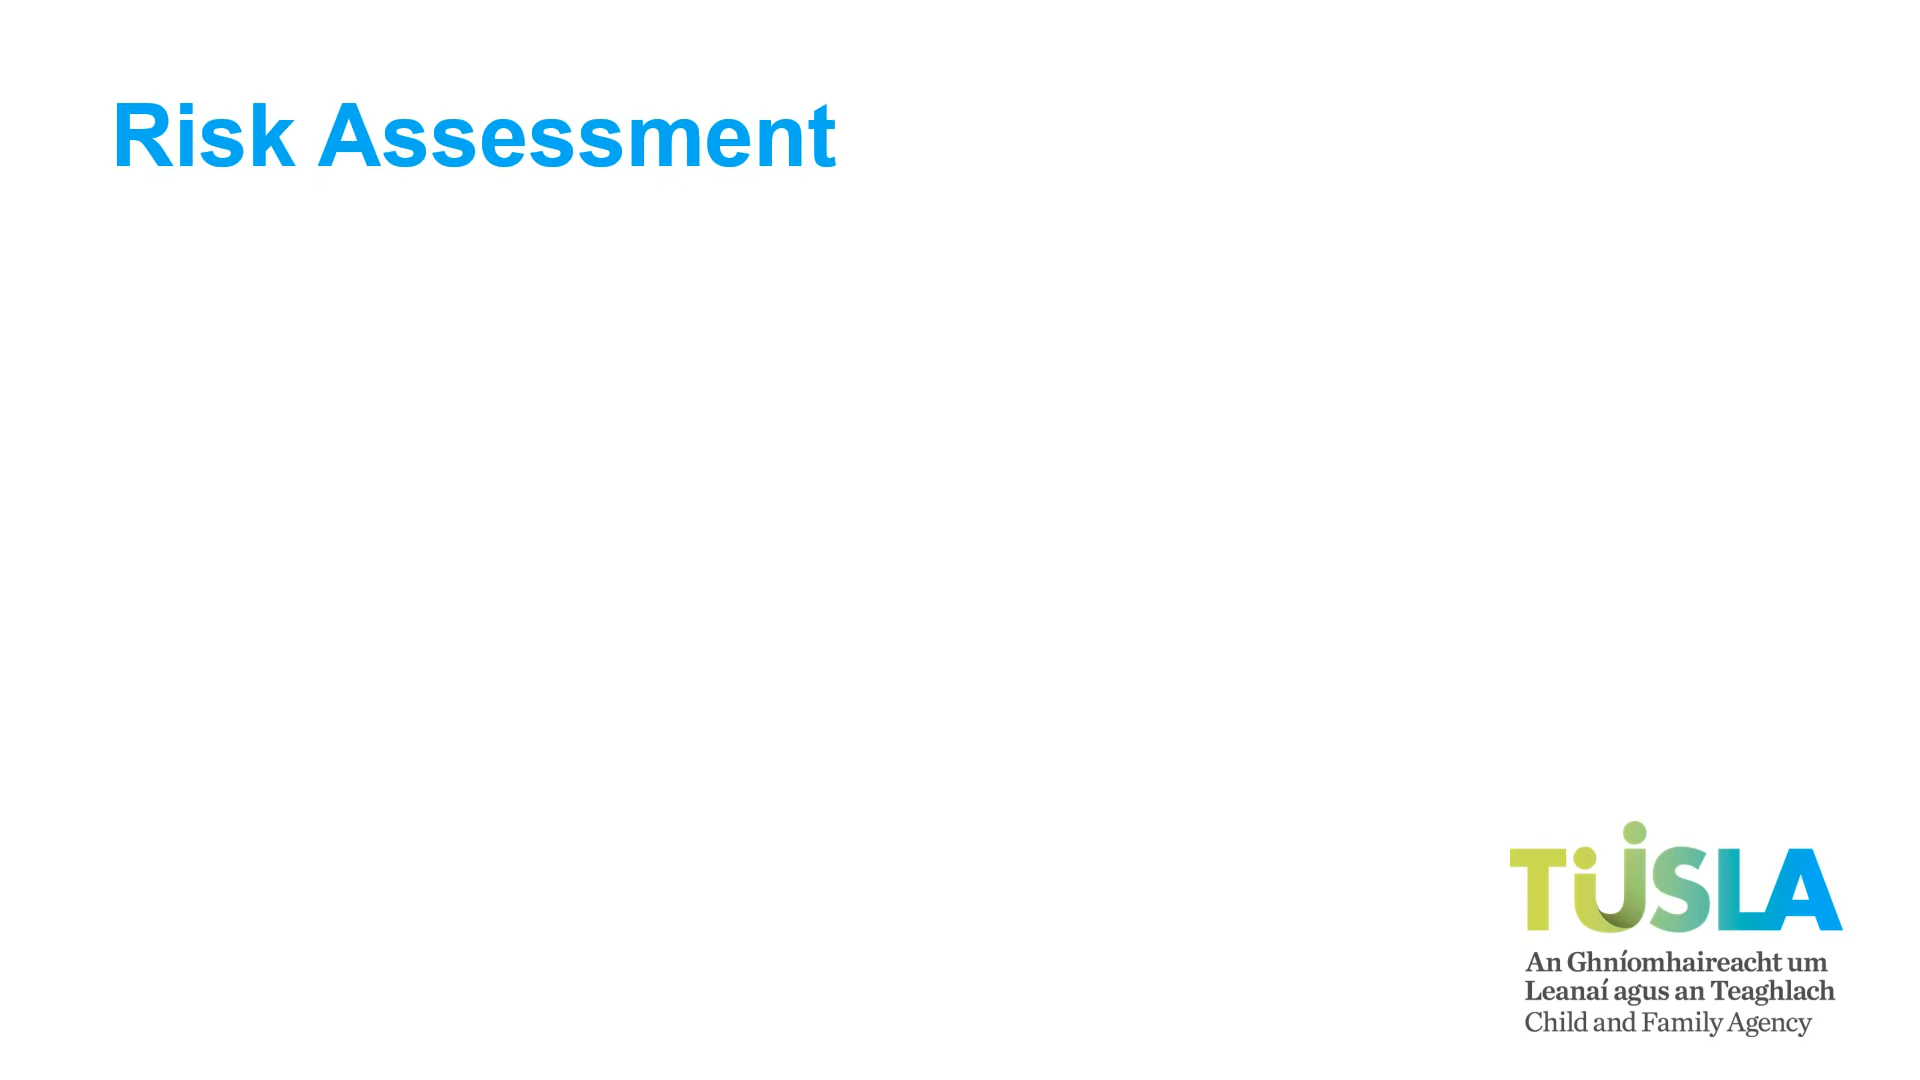 Risk Assessment
TUSLA
An Ghníomhaireacht um
Leanaí agus an Teaghlach
Child and Family Agency